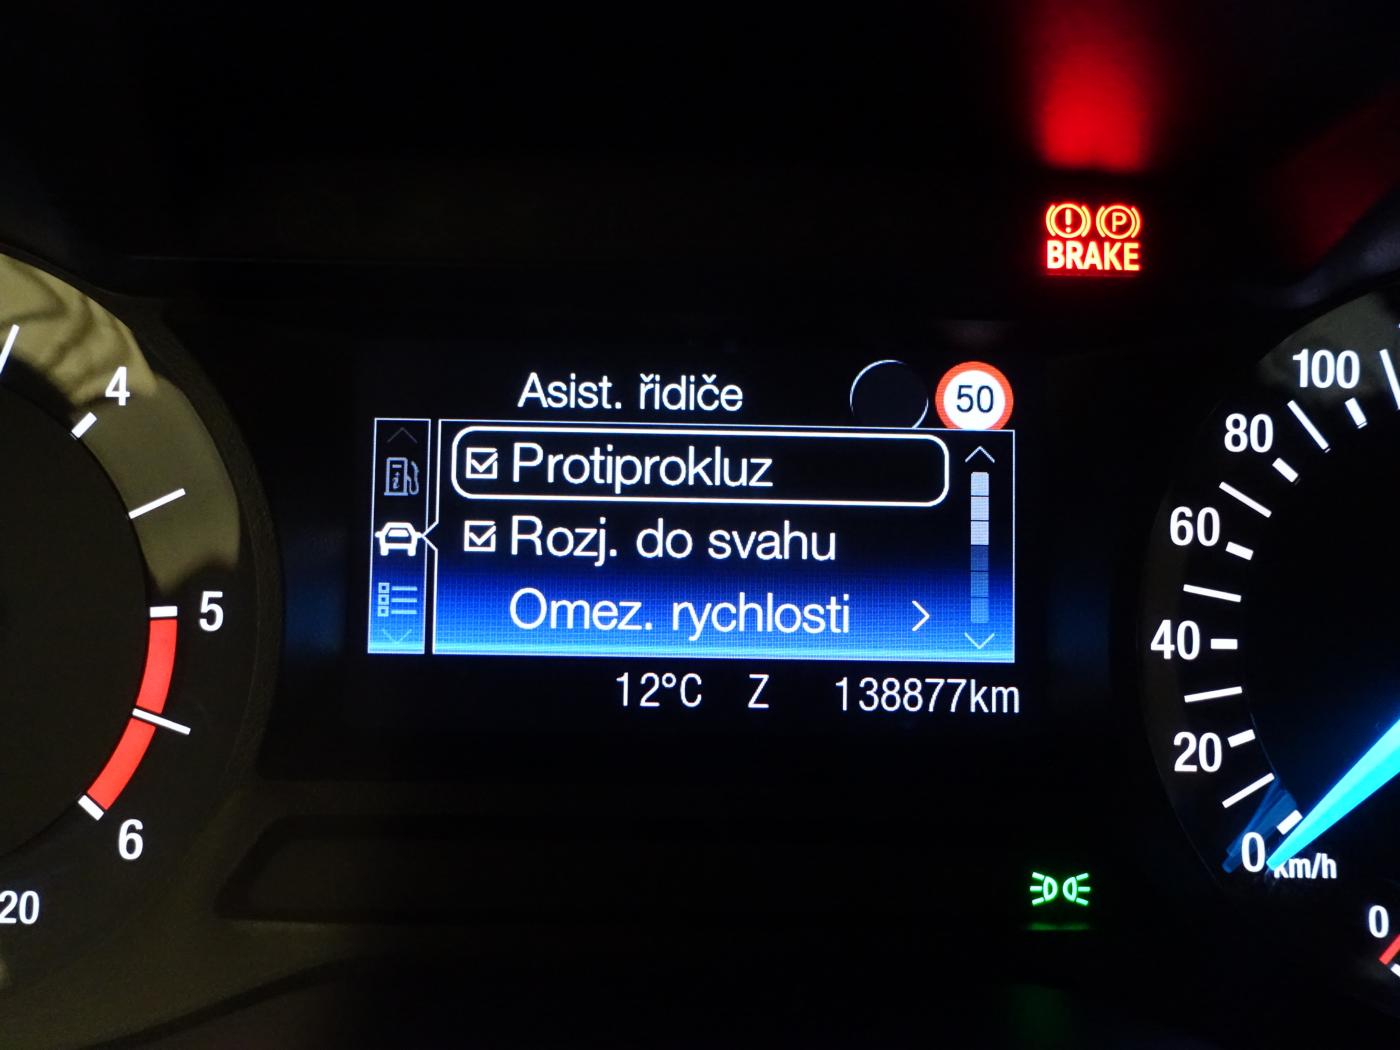 P
BRAKE
Asist. řidiče
50
Protiprokluz
Rozj. do svahu
Omez. rychlosti
12°C Z 138877km
4
5
6
20
100
80
60
40
20
0
km/h
0